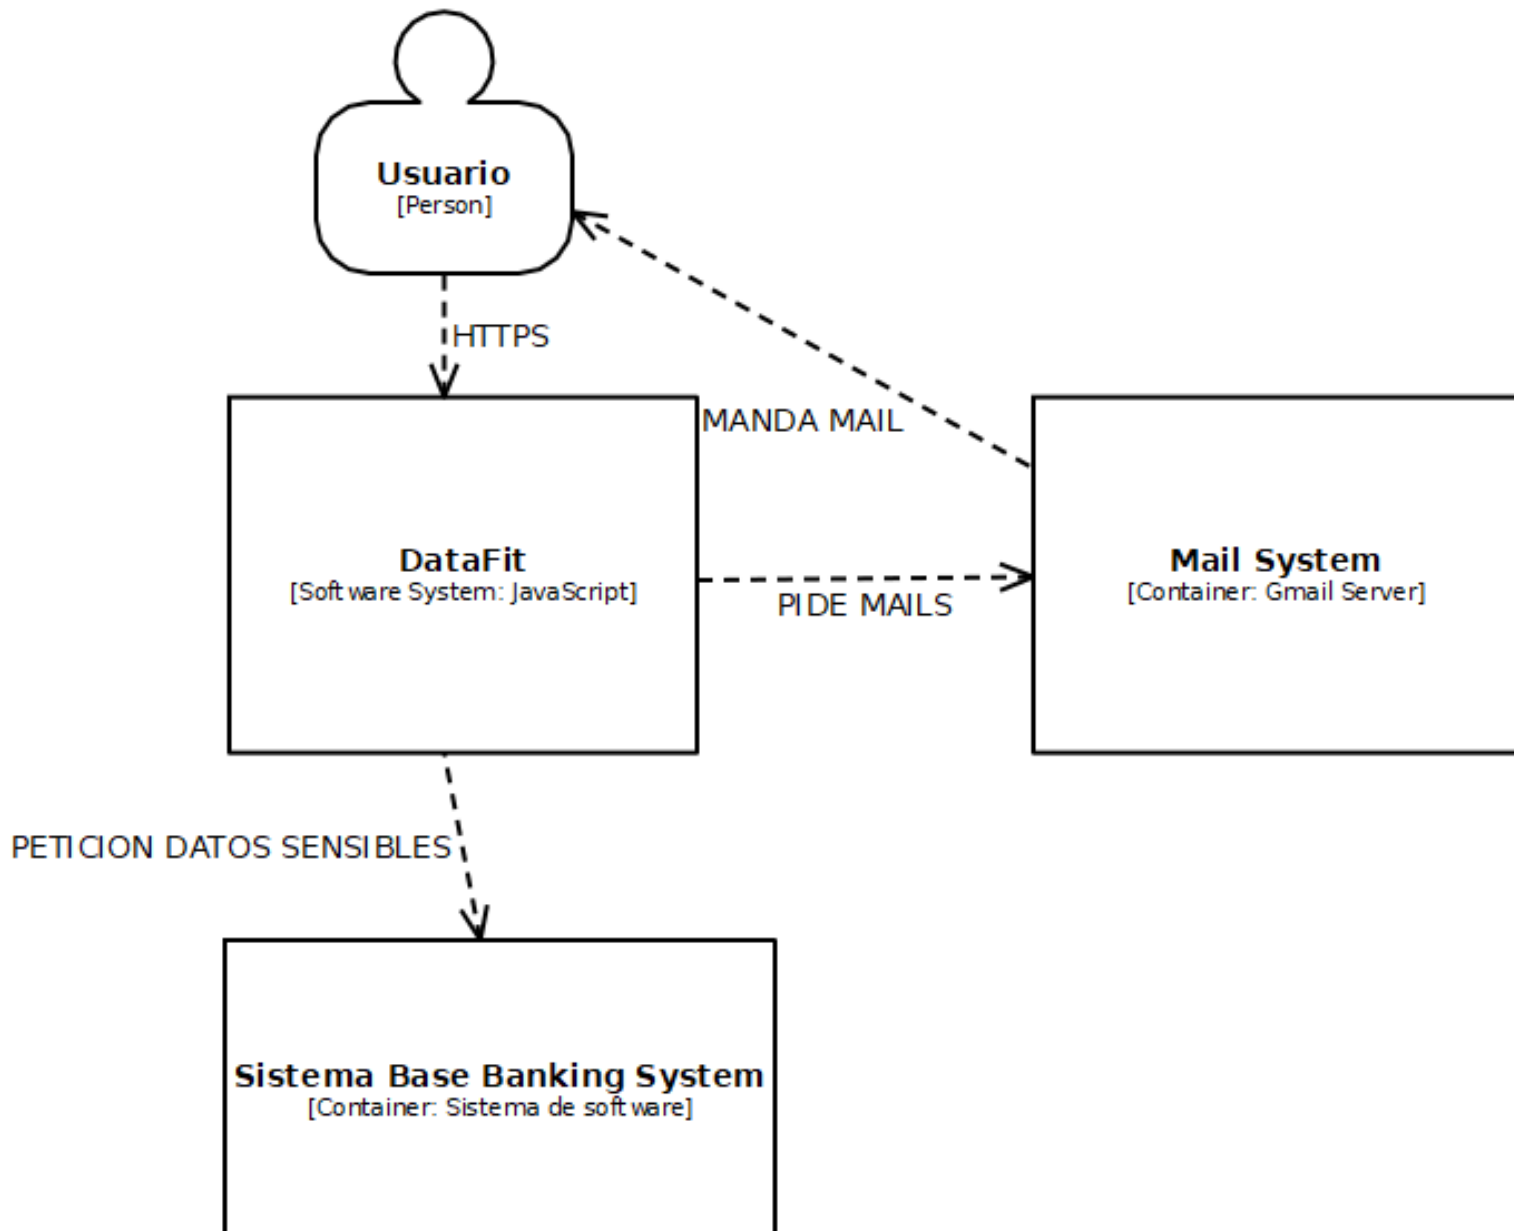 Usuario
[Person]
HTTPS
MANDA MAIL
DataFit
[Software System: JavaScript]
PIDE MAILS
Mail System
[Container: Gmail Server]
PETICION DATOS SENSIBLES
Sistema Base Banking System
[Container: Sistema de software]